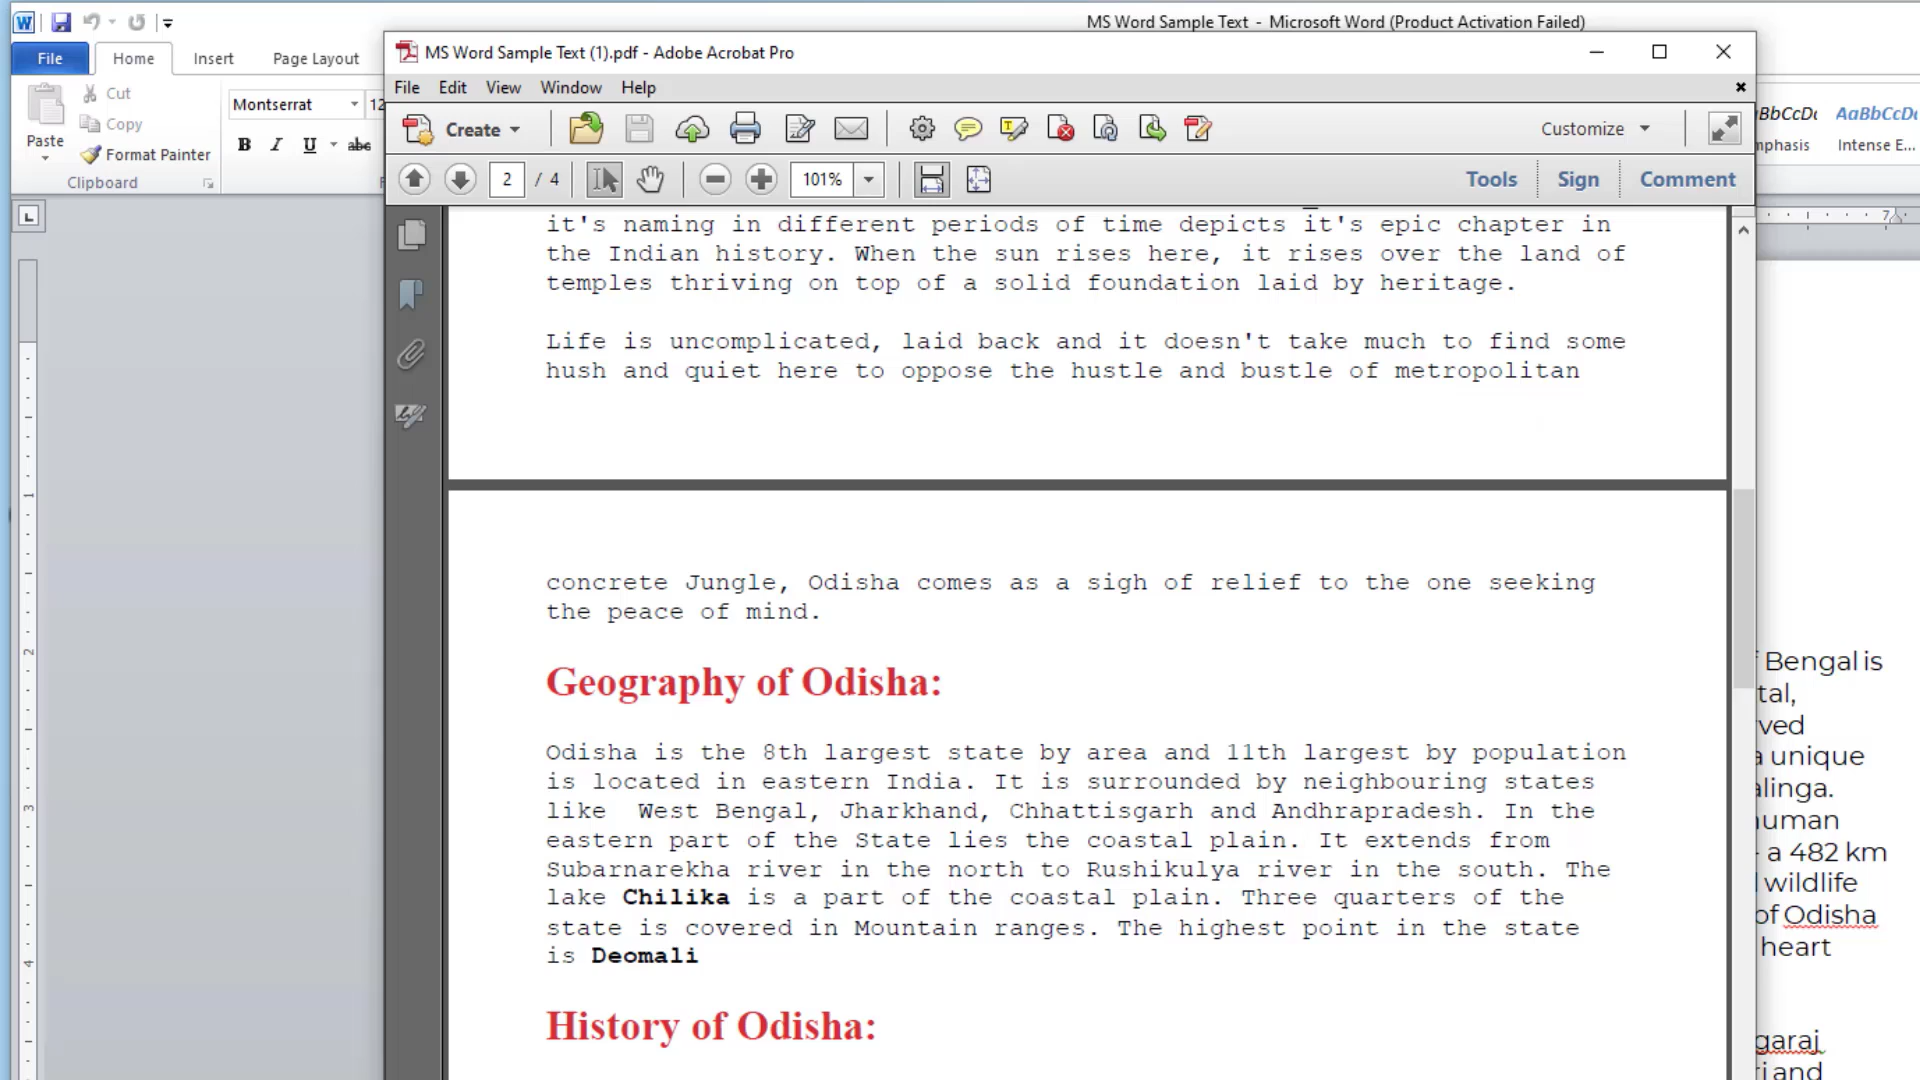 MS Word Sample Text - Microsoft Word (Product Activation Failed)
File
Home
Insert
Page Layout
Cut
Copy
Paste
Format Painter
Clipboard
Montserrat
12
B
I
U
abc
MS Word Sample Text (1).pdf - Adobe Acrobat Pro
File Edit View Window Help
Create
Customize
2 / 4
101%
Tools
Sign
Comment
AaBbCcDc
Intense E...
it's naming in different periods of time depicts it's epic chapter in
the Indian history. When the sun rises here, it rises over the land of
temples thriving on top of a solid foundation laid by heritage.
Life is uncomplicated, laid back and it doesn't take much to find some
hush and quiet here to oppose the hustle and bustle of metropolitan
concrete Jungle, Odisha comes as a sigh of relief to the one seeking
the peace of mind.
Geography of Odisha:
Odisha is the 8th largest state by area and 11th largest by population
is located in eastern India. It is surrounded by neighbouring states
like  West Bengal, Jharkhand, Chhattisgarh and Andhrapradesh. In the
eastern part of the State lies the coastal plain. It extends from
Subarnarekha river in the north to Rushikulya river in the south. The
lake Chilika is a part of the coastal plain. Three quarters of the
state is covered in Mountain ranges. The highest point in the state
is Deomali
History of Odisha:
1
2
3
4
7
Bengal is
unique
a 482 km
wildlife
of Odisha
heart
and